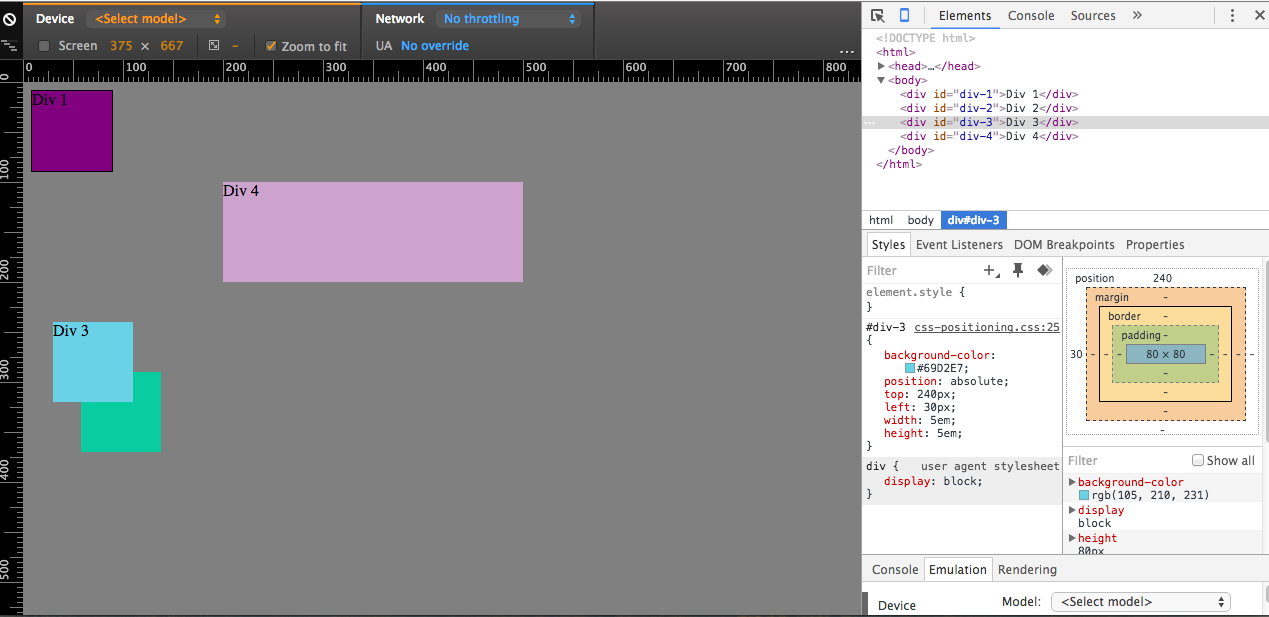 Device <Select model> Network No throttling
Screen 375 × 667 – Zoom to fit UA No override ...
0 100 200 300 400 500 600 700 800
0
100
200
300
400
500
Div 1
Div 4
Div 3
Elements Console Sources »
<!DOCTYPE html>
<html>
<head>…</head>
<body>
<div id="div-1">Div 1</div>
<div id="div-2">Div 2</div>
... <div id="div-3">Div 3</div>
<div id="div-4">Div 4</div>
</body>
</html>
html body div#div-3
Styles Event Listeners DOM Breakpoints Properties
Filter
element.style {
}
#div-3 css-positioning.css:25
{
background-color:
#69D2E7;
position: absolute;
top: 240px;
left: 30px;
width: 5em;
height: 5em;
}
div { user agent stylesheet
display: block;
}
position 240
margin –
border –
padding –
30 – – – 80 × 80 – – – –
–
–
–
–
Filter Show all
background-color
rgb(105, 210, 231)
display
block
height
80px
Console Emulation Rendering
Device Model: <Select model>